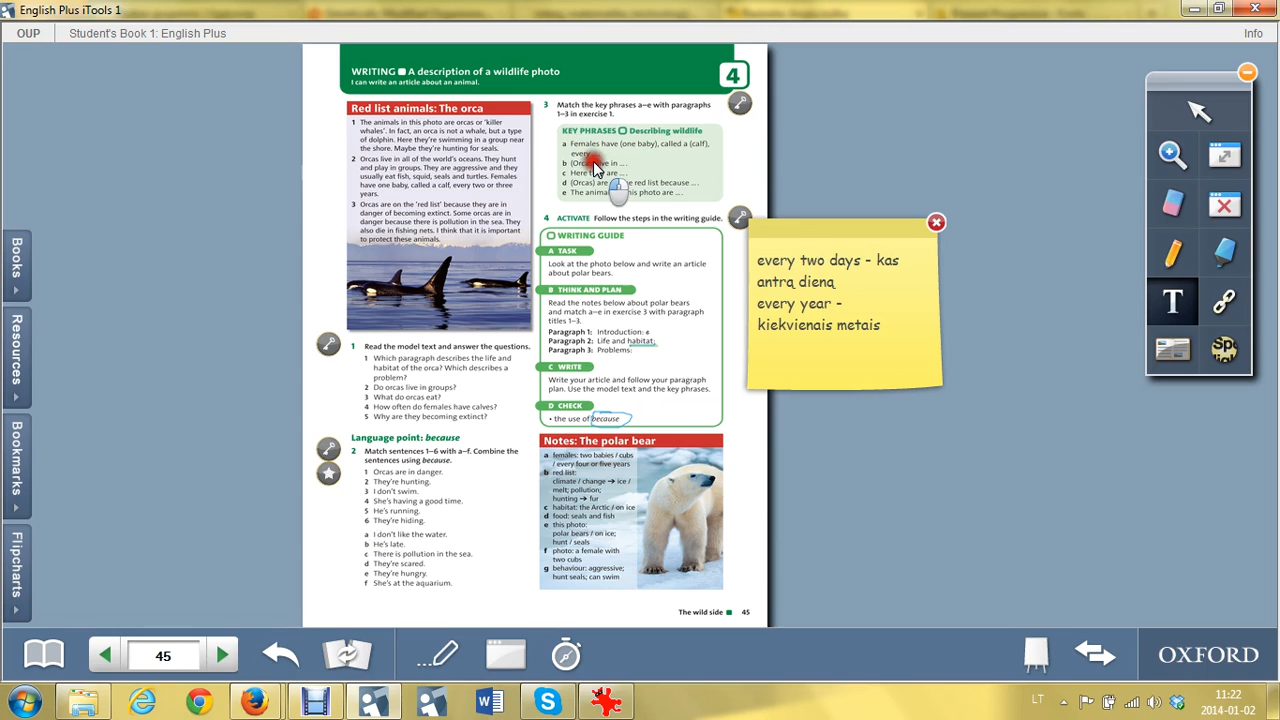 English Plus iTools 1
OUP
Student's Book 1: English Plus
Info
WRITING A description of a wildlife photo
I can write an article about an animal.
4
Red list animals: The orca
1 The animals in this photo are orcas or 'killer
whales'. In fact, an orca is not a whale, but a type
of dolphin. Here they're swimming in a group near
the shore. Maybe they're hunting for seals.
2 Orcas live in all of the world's oceans. They hunt
and play in groups. They are aggressive and they
usually eat fish, squid, seals and turtles. Females
have one baby, called a calf, every two or three
years.
3 Orcas are on the 'red list' because they are in
danger of becoming extinct. Some orcas are in
danger because there is pollution in the sea. They
also die in fishing nets. I think that it is important
to protect these animals.
1 Read the model text and answer the questions.
1 Which paragraph describes the life and
habitat of the orca? Which describes a
problem?
2 Do orcas live in groups?
3 What do orcas eat?
4 How often do females have calves?
5 Why are they becoming extinct?
Language point: because
2 Match sentences 1–6 with a–f. Combine the
sentences using because.
1 Orcas are in danger.
2 They're hunting.
3 I don't swim.
4 She's having a good time.
5 He's running.
6 They're hiding.
a I don't like the water.
b He's late.
c There is pollution in the sea.
d They're scared.
e They're hungry.
f She's at the aquarium.
3 Match the key phrases a–e with paragraphs
1–3 in exercise 1.
KEY PHRASES Describing wildlife
a Females have (one baby), called a (calf),
every
b (Orcas) live in ... .
c Here they are ... .
d (Orcas) are on the red list because ... .
e The animals in this photo are ... .
4 ACTIVATE Follow the steps in the writing guide.
WRITING GUIDE
A TASK
Look at the photo below and write an article
about polar bears.
B THINK AND PLAN
Read the notes below about polar bears
and match a–e in exercise 3 with paragraph
titles 1–3.
Paragraph 1: Introduction: e
Paragraph 2: Life and habitat:
Paragraph 3: Problems:
C WRITE
Write your article and follow your paragraph
plan. Use the model text and the key phrases.
D CHECK
• the use of because
Notes: The polar bear
a females: two babies / cubs
/ every four or five years
b red list:
climate / change → ice /
melt; pollution;
hunting → fur
c habitat: the Arctic / on ice
d food: seals and fish
e this photo:
polar bears / on ice;
hunt / seals
f photo: a female with
two cubs
g behaviour: aggressive;
hunt seals; can swim
The wild side 45
every two days - kas
antrą dieną
every year -
kiekvienais metais
T
Books
Resources
Bookmarks
Flipcharts
45
OXFORD
LT
11:22
2014-01-02